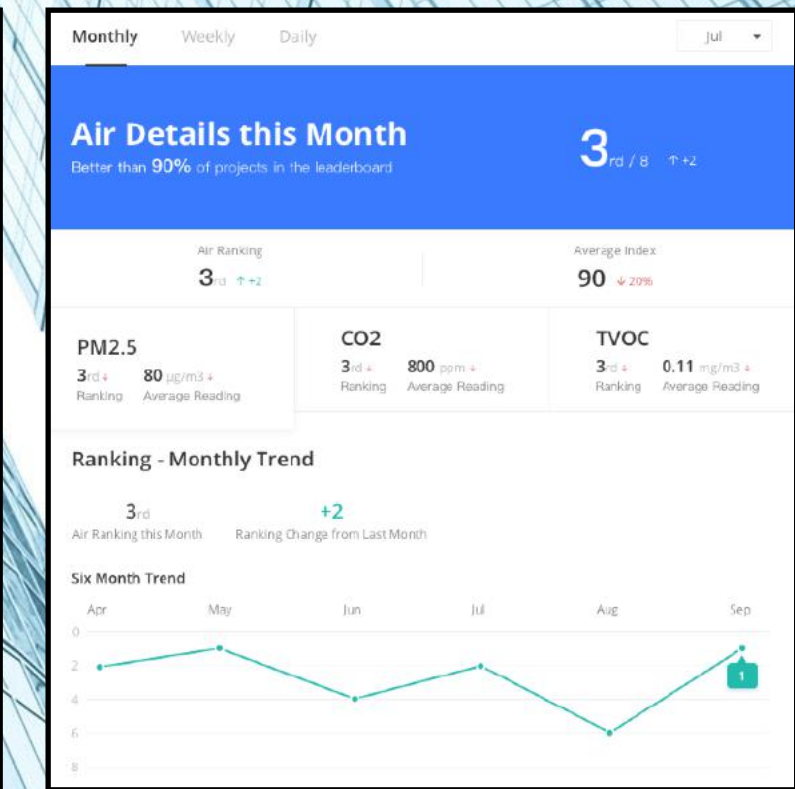 Monthly Weekly Daily Jul
Air Details this Month
Better than 90% of projects in the leaderboard
3rd / 8 ↑ +2
Air Ranking Average Index
3rd ↑ +2 90 ↓ 20%
PM2.5
3rd ↓ 80 µg/m3 ↓
Ranking Average Reading
CO2
3rd ↓ 800 ppm ↓
Ranking Average Reading
TVOC
3rd ↓ 0.11 mg/m3 ↓
Ranking Average Reading
Ranking - Monthly Trend
3rd +2
Air Ranking this Month Ranking Change from Last Month
Six Month Trend
Apr May Jun Jul Aug Sep
0
2
4
6
8
1